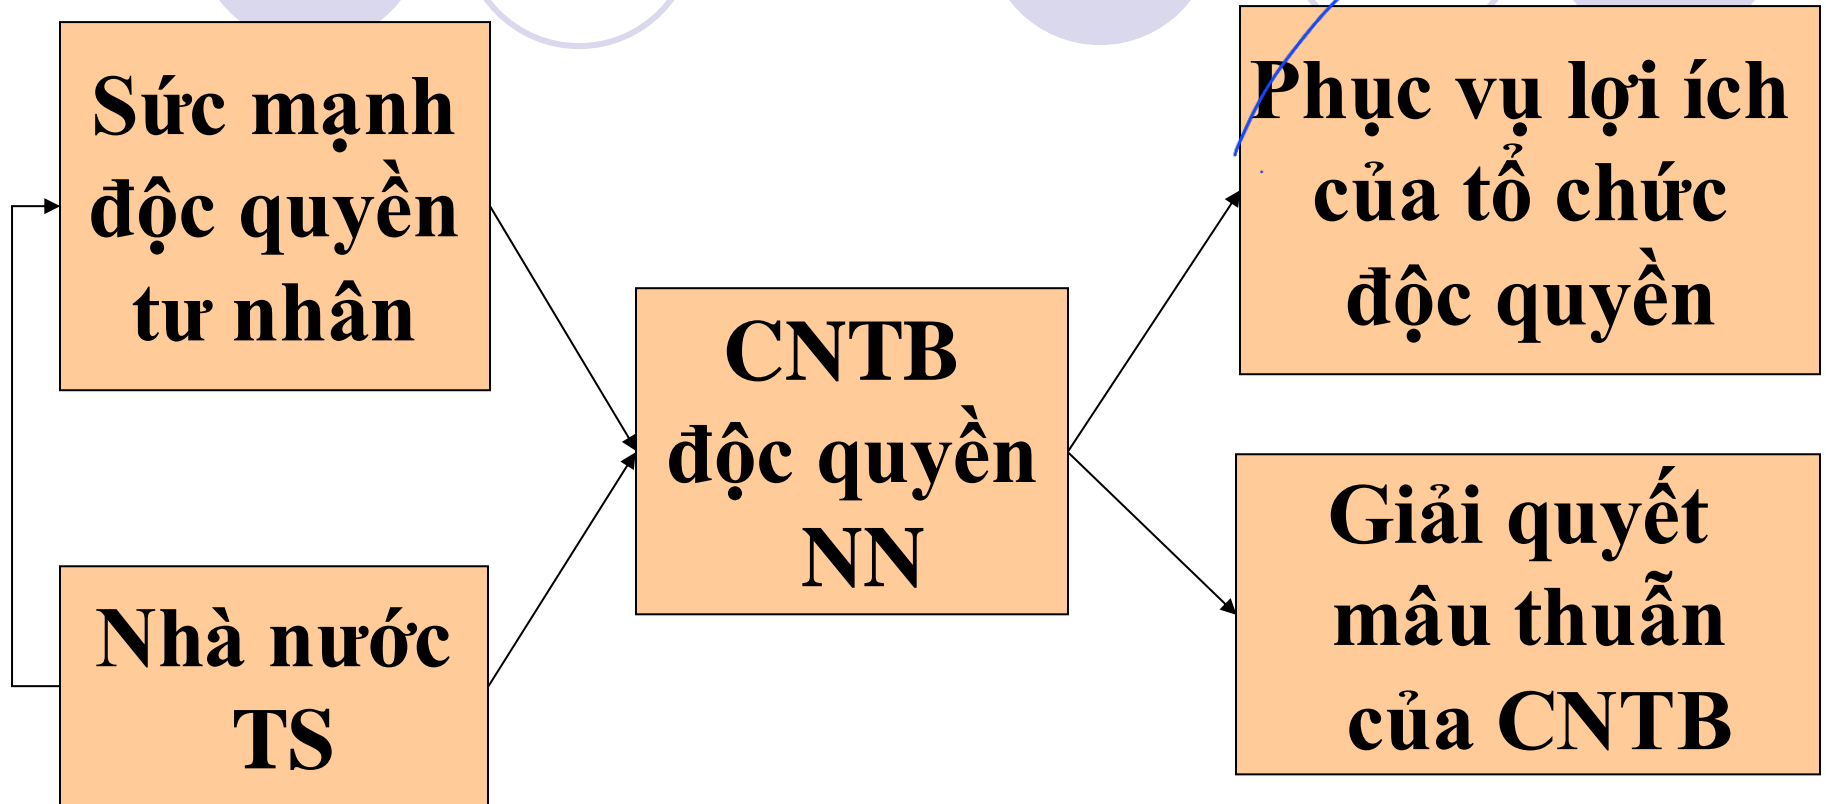 Sức mạnh
độc quyền
tư nhân
Nhà nước
TS
CNTB
độc quyền
NN
Phục vụ lợi ích
của tổ chức
độc quyền
Giải quyết
mâu thuẫn
của CNTB